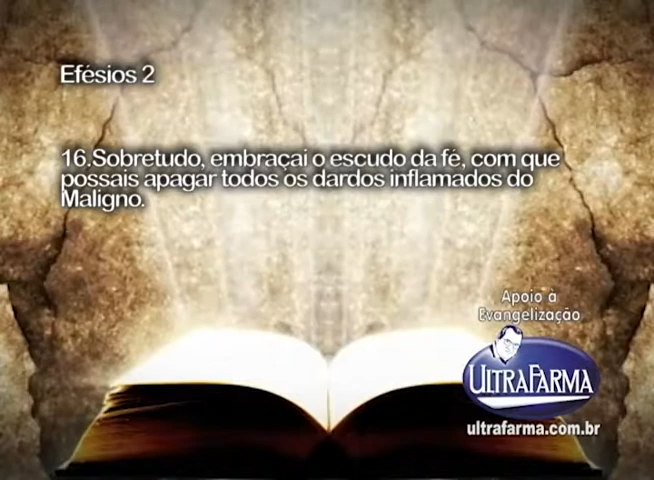 Efésios 2
16.Sobretudo, embraçai o escudo da fé, com que
possais apagar todos os dardos inflamados do
Maligno.
Apoio à
Evangelização
ULTRAFARMA
ultrafarma.com.br